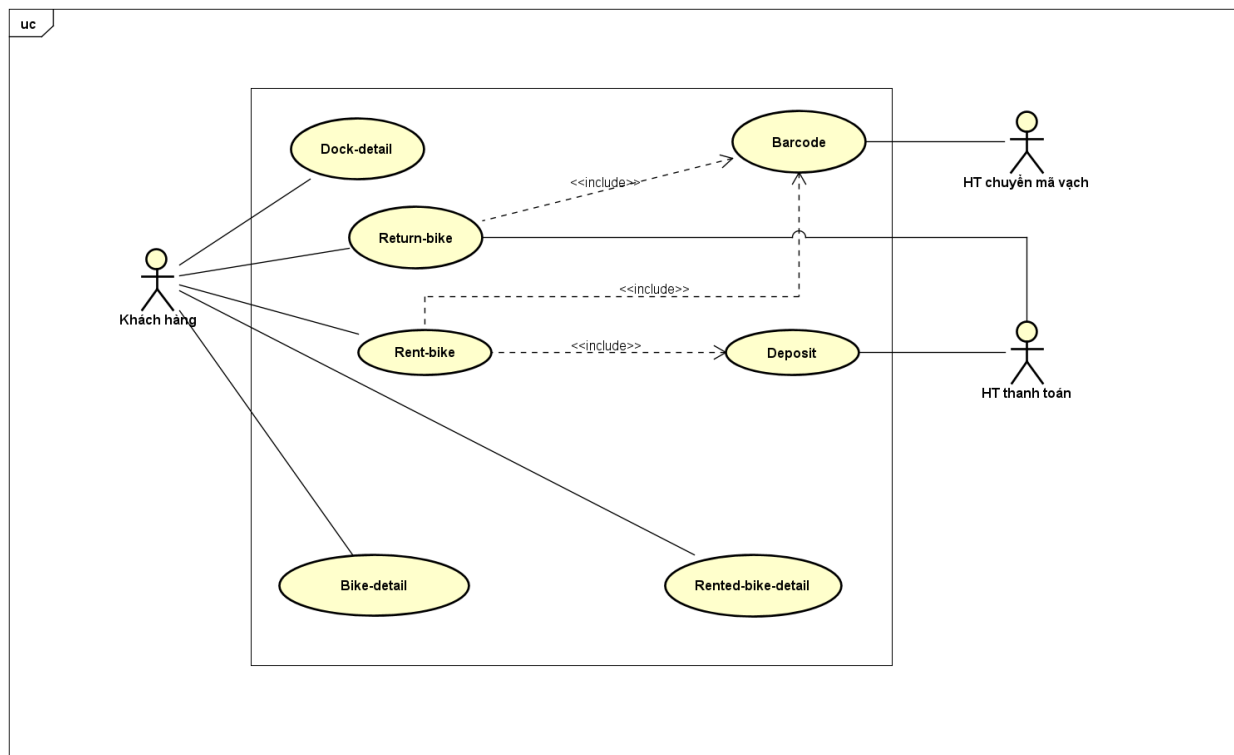 uc
Dock-detail
Barcode
HT chuyển mã vạch
<<include>>
Return-bike
Khách hàng
<<include>>
Rent-bike
<<include>>
Deposit
HT thanh toán
Bike-detail
Rented-bike-detail